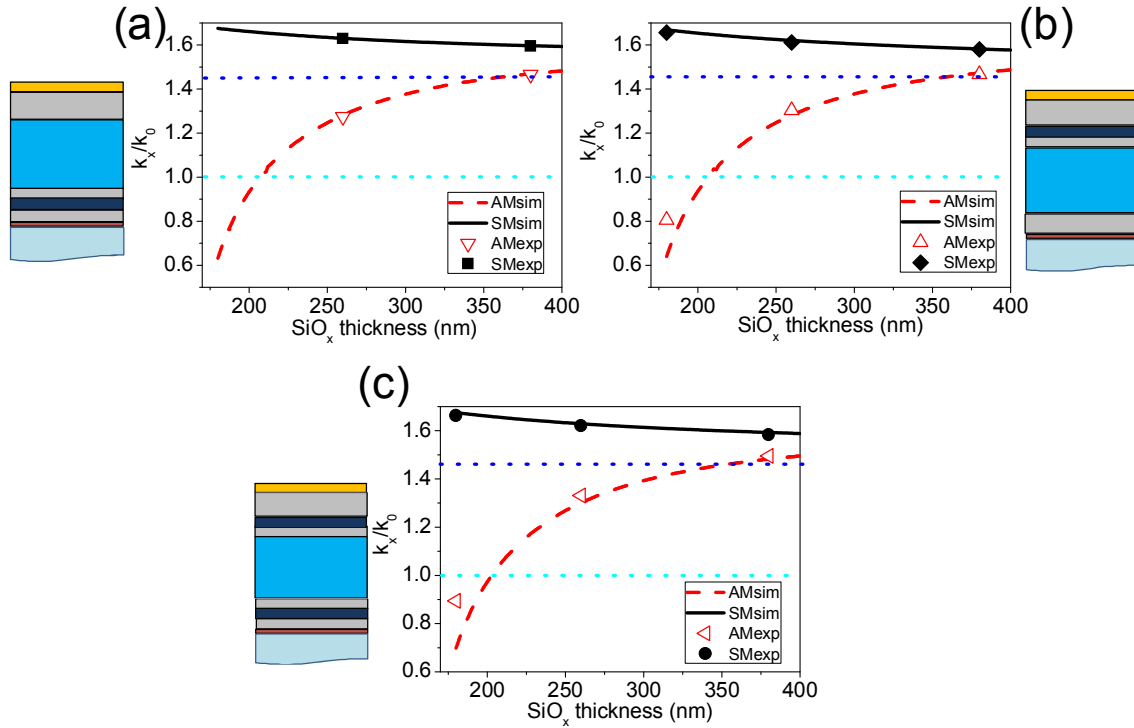 (a)
1.6
1.4
1.2
1.0
0.8
0.6
k_x/k_0
200 250 300 350 400
SiO_x thickness (nm)
AMsim
SMsim
AMexp
SMexp
(b)
1.6
1.4
1.2
1.0
0.8
0.6
k_x/k_0
200 250 300 350 400
SiO_x thickness (nm)
AMsim
SMsim
AMexp
SMexp
(c)
1.6
1.4
1.2
1.0
0.8
0.6
k_x/k_0
200 250 300 350 400
SiO_x thickness (nm)
AMsim
SMsim
AMexp
SMexp